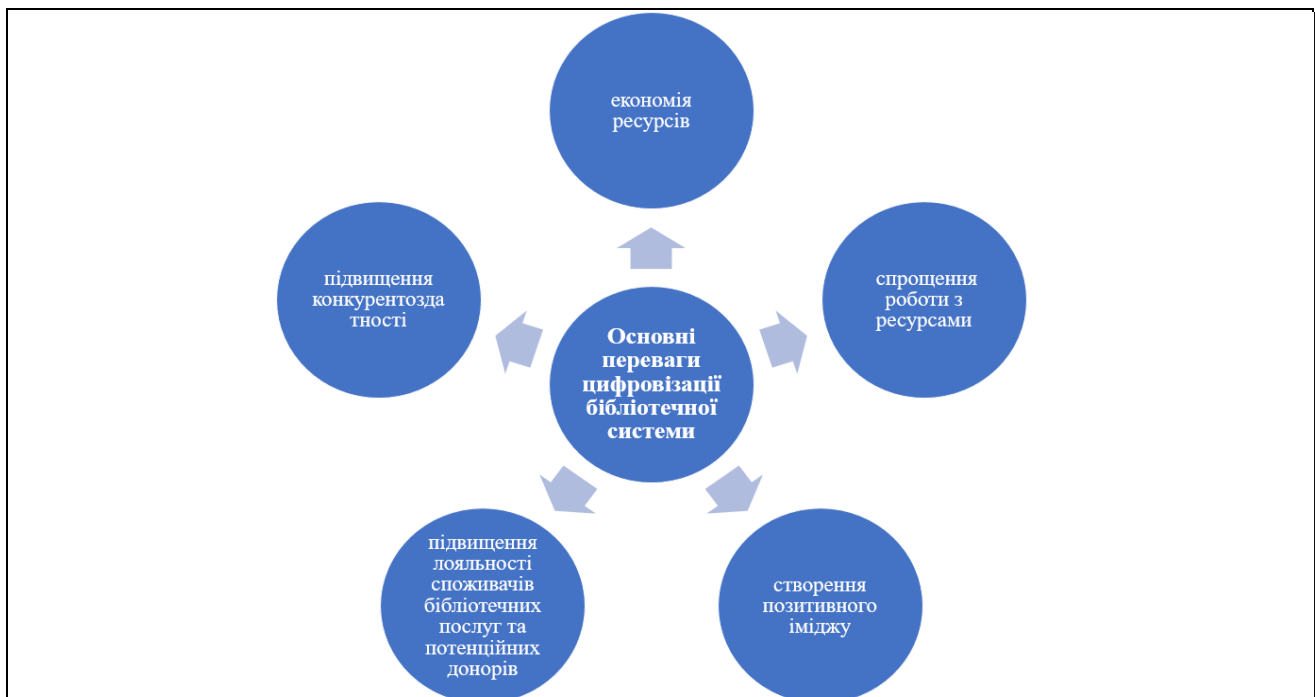 економія
ресурсів
спрощення
роботи з
ресурсами
створення
позитивного
іміджу
підвищення
лояльності
споживачів
бібліотечних
послуг та
потенційних
донорів
підвищення
конкурентозда
тності
Основні
переваги
цифровізації
бібліотечної
системи